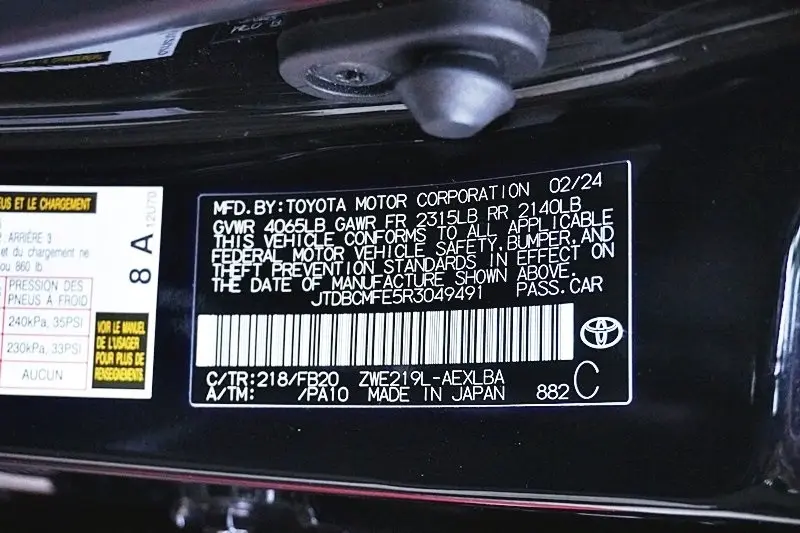 MFD.BY:TOYOTA MOTOR CORPORATION 02/24
GVWR 4065LB GAWR FR 2315LB RR 2140LB
THIS VEHICLE CONFORMS TO ALL APPLICABLE
FEDERAL MOTOR VEHICLE SAFETY,BUMPER,AND
THEFT PREVENTION STANDARDS IN EFFECT ON
THE DATE OF MANUFACTURE SHOWN ABOVE.
JTDBCMFE5R3049491 PASS.CAR
C/TR:218/FB20 ZWE219L-AEXLBA
A/TM: /PA10 MADE IN JAPAN 882 C
ET LE CHARGEMENT
ARRIÈRE 3
et du chargement ne
ou 860 lb.
PRESSION DES
PNEUS À FROID
240kPa, 35PSI
230kPa, 33PSI
AUCUN
VOIR LE MANUEL
DE L'USAGER
POUR PLUS DE
RENSEIGNEMENTS
8 A
12U70